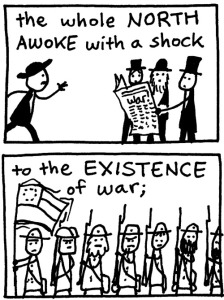 the whole NORTH
AWOKE with a shock
war!
to the EXISTENCE
of war;